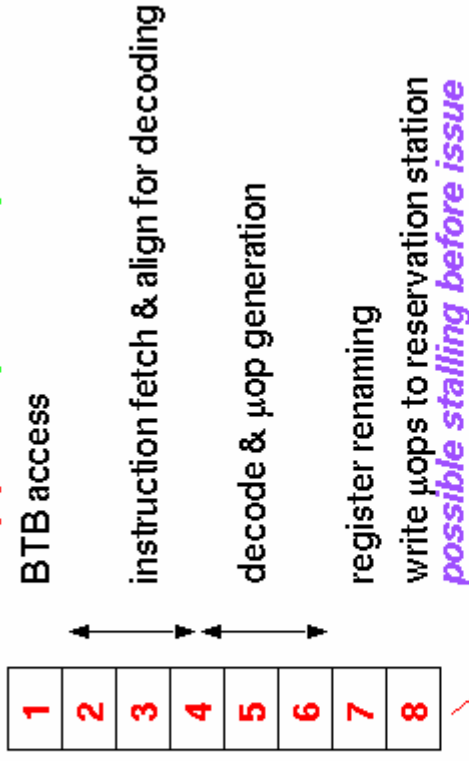 1
BTB access
2
3
instruction fetch & align for decoding
4
5
decode & μop generation
6
7
register renaming
8
write μops to reservation station
possible stalling before issue